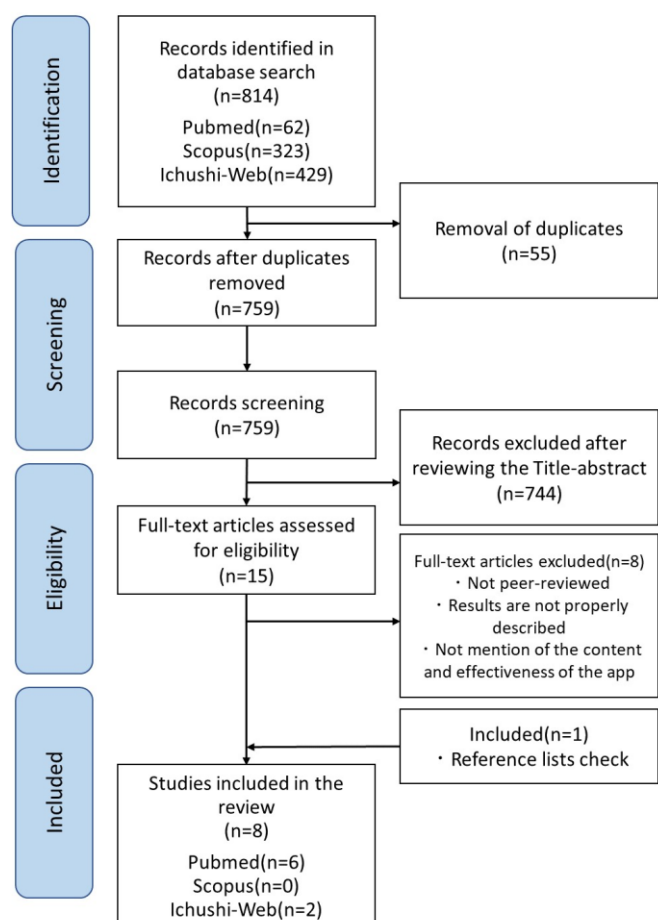 Identification
Records identified in
database search
(n=814)
Pubmed(n=62)
Scopus(n=323)
Ichushi-Web(n=429)
Removal of duplicates
(n=55)
Screening
Records after duplicates
removed
(n=759)
Records screening
(n=759)
Records excluded after
reviewing the Title-abstract
(n=744)
Eligibility
Full-text articles assessed
for eligibility
(n=15)
Full-text articles excluded(n=8)
・Not peer-reviewed
・Results are not properly
described
・Not mention of the content
and effectiveness of the app
Included(n=1)
・Reference lists check
Included
Studies included in the
review
(n=8)
Pubmed(n=6)
Scopus(n=0)
Ichushi-Web(n=2)